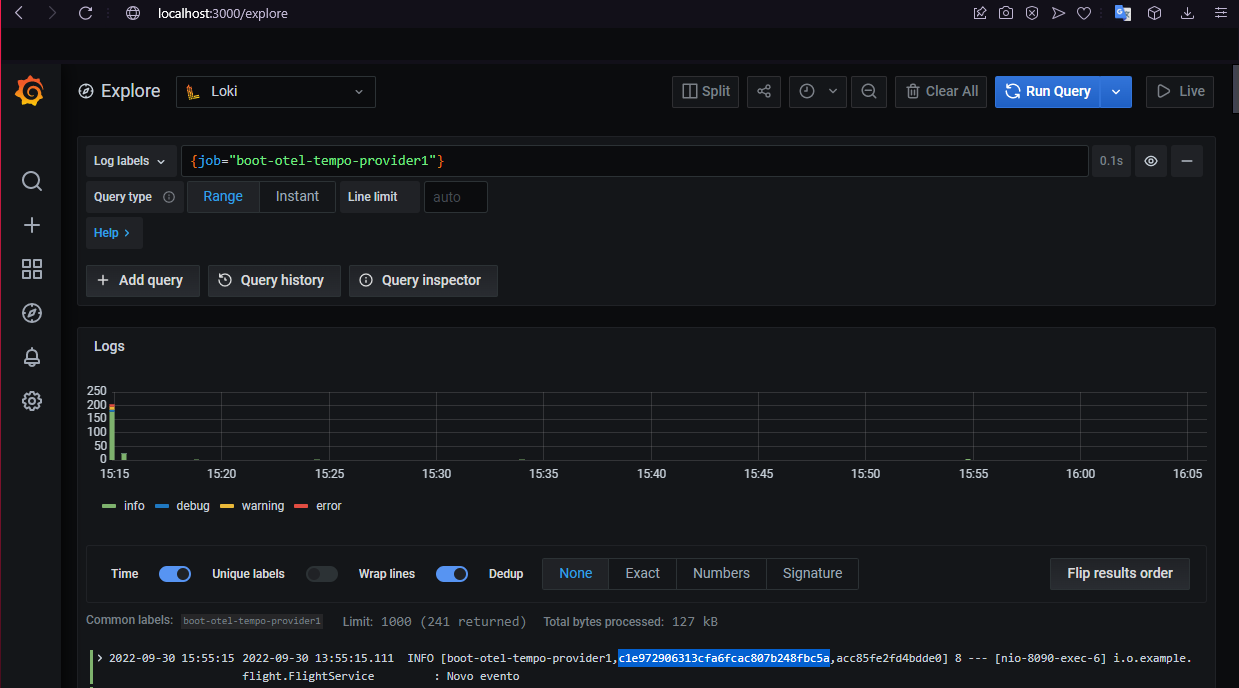 localhost:3000/explore
Explore Loki Split Clear All Run Query Live
Log labels {job="boot-otel-tempo-provider1"} 0.1s
Query type Range Instant Line limit auto
Help >
+ Add query Query history Query inspector
Logs
250
200
150
100
50
0
15:15 15:20 15:25 15:30 15:35 15:40 15:45 15:50 15:55 16:00 16:05
info debug warning error
Time Unique labels Wrap lines Dedup None Exact Numbers Signature Flip results order
Common labels: boot-otel-tempo-provider1 Limit: 1000 (241 returned) Total bytes processed: 127 kB
> 2022-09-30 15:55:15 2022-09-30 13:55:15.111 INFO [boot-otel-tempo-provider1,c1e972906313cfa6fcac807b248fbc5a,acc85fe2fd4bdde0] 8 --- [nio-8090-exec-6] i.o.example.
flight.FlightService : Novo evento